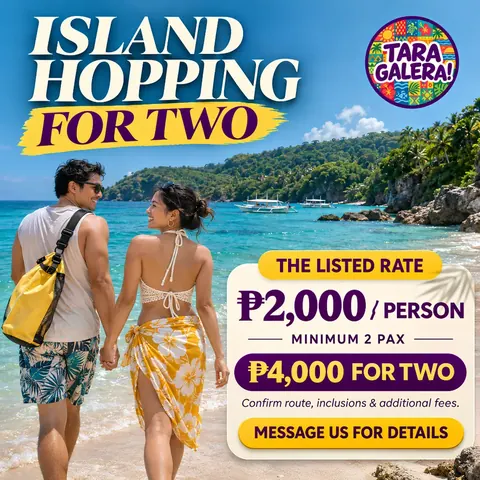 ISLAND
HOPPING
FOR TWO
TARA
GALERA!
THE LISTED RATE
₱2,000 / PERSON
MINIMUM 2 PAX
₱4,000 FOR TWO
Confirm route, inclusions & additional fees.
MESSAGE US FOR DETAILS